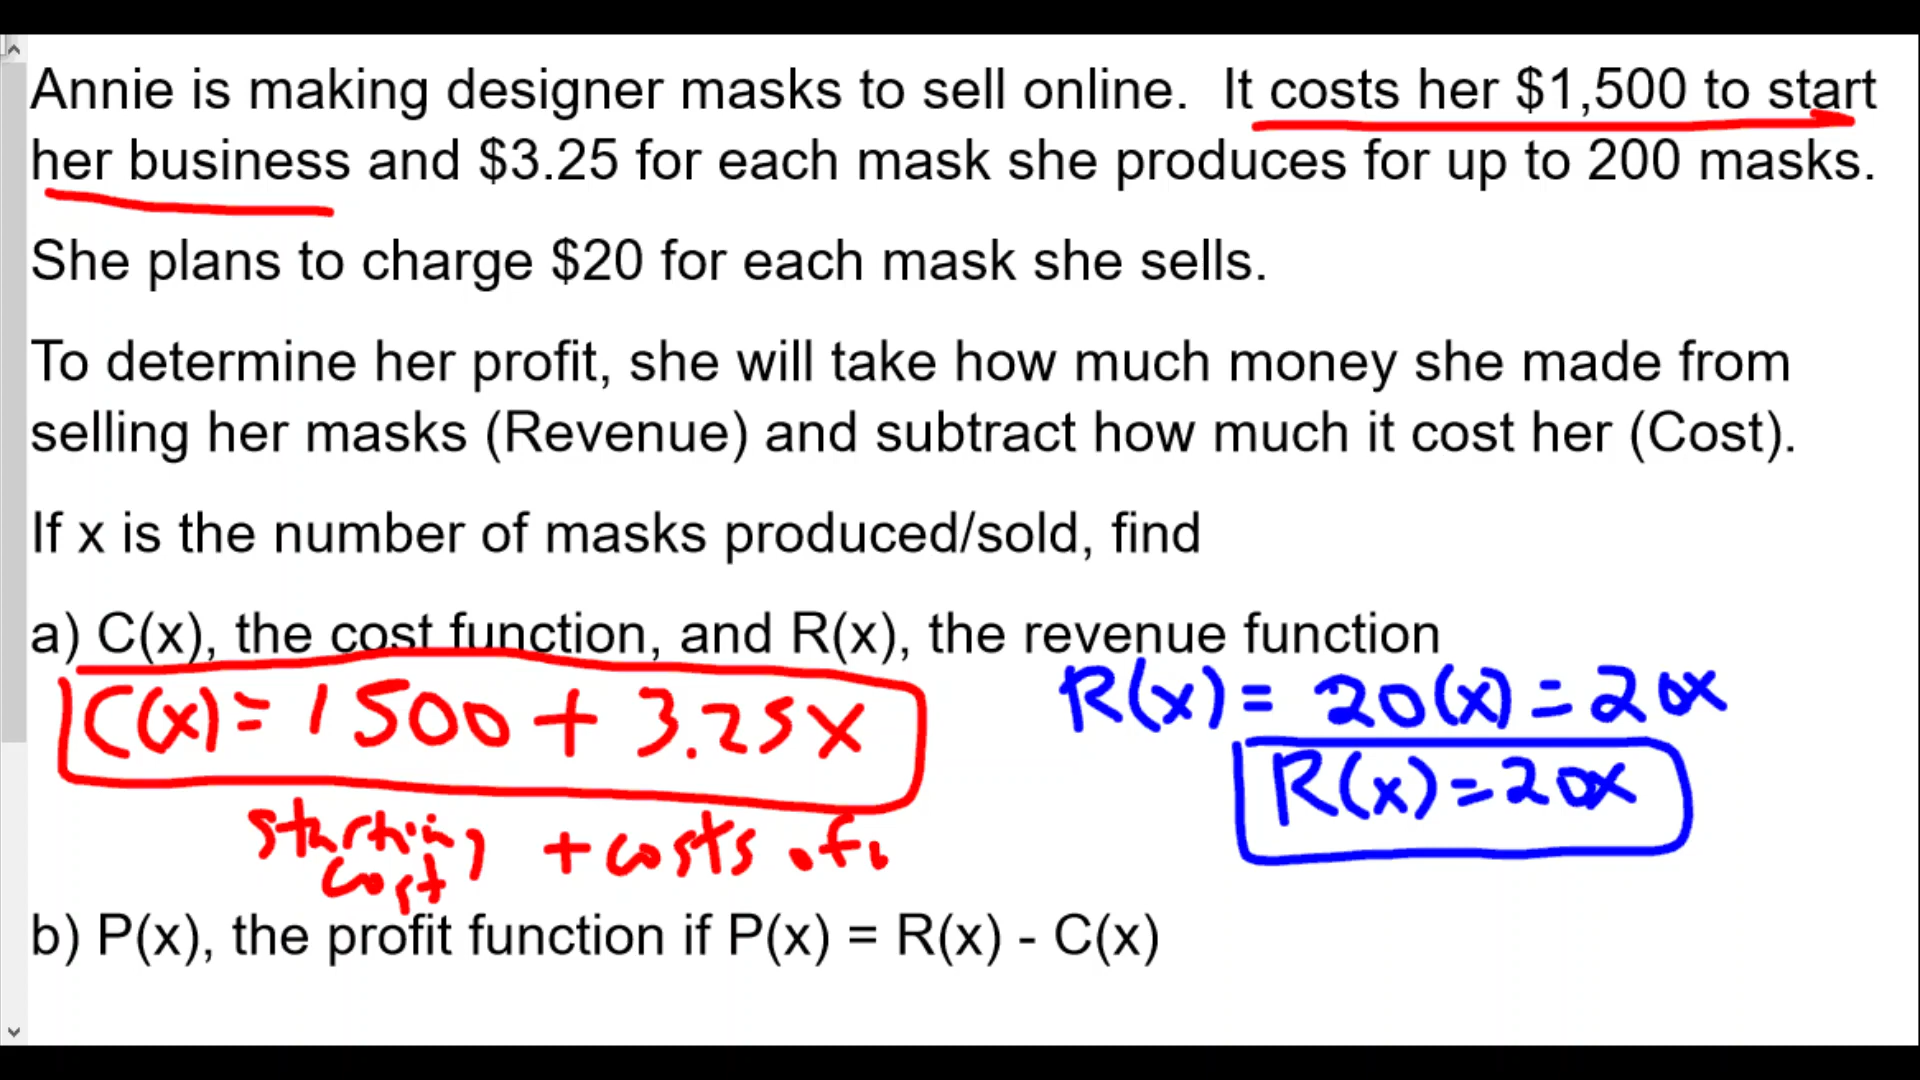 Annie is making designer masks to sell online. It costs her $1,500 to start
her business and $3.25 for each mask she produces for up to 200 masks.
She plans to charge $20 for each mask she sells.
To determine her profit, she will take how much money she made from
selling her masks (Revenue) and subtract how much it cost her (Cost).
If x is the number of masks produced/sold, find
a) C(x), the cost function, and R(x), the revenue function
C(x) = 1500 + 3.25x
R(x) = 20(x) = 20x
R(x) = 20x
starting + costs of
cost
b) P(x), the profit function if P(x) = R(x) - C(x)